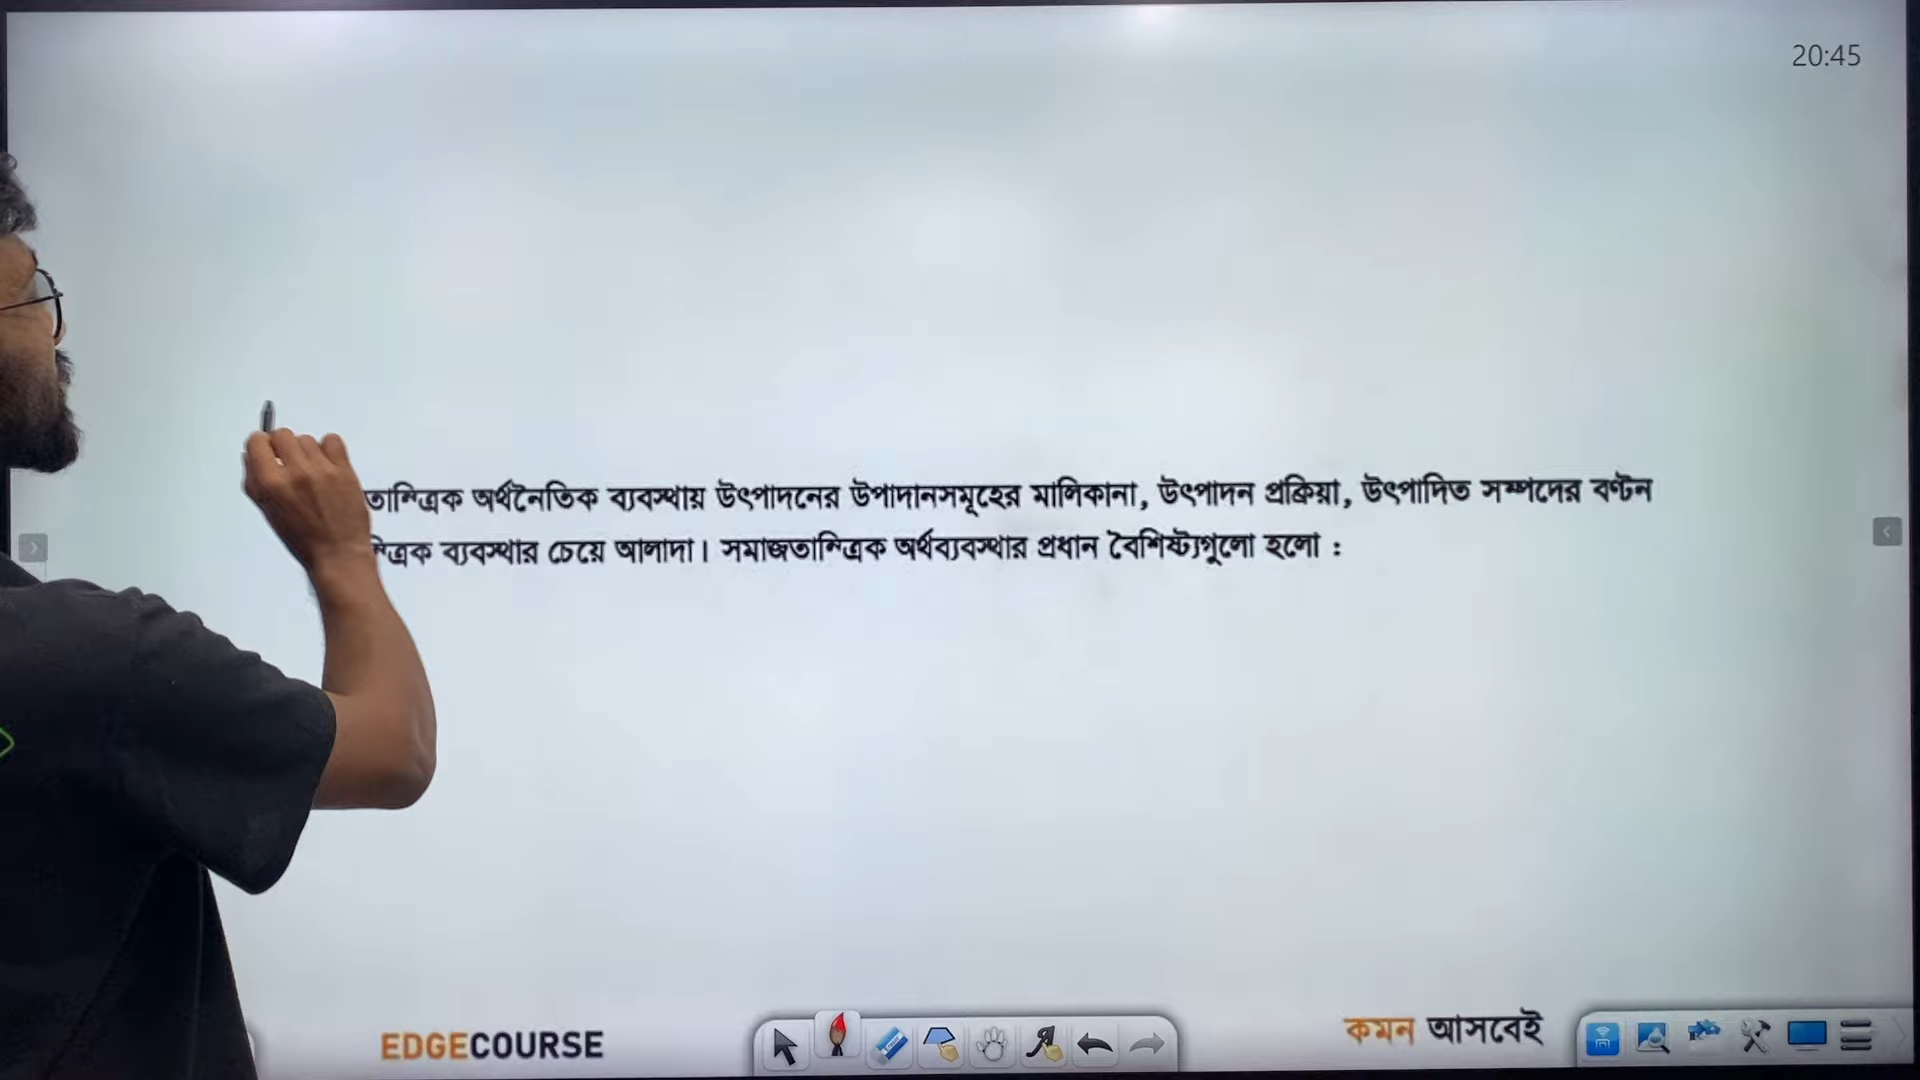 20:45
তান্ত্রিক অর্থনৈতিক ব্যবস্থায় উৎপাদনের উপাদানসমূহের মালিকানা, উৎপাদন প্রক্রিয়া, উৎপাদিত সম্পদের বণ্টন
ব্যবস্থার চেয়ে আলাদা। সমাজতান্ত্রিক অর্থব্যবস্থার প্রধান বৈশিষ্ট্যগুলো হলো :
EDGECOURSE
কমন আসবেই